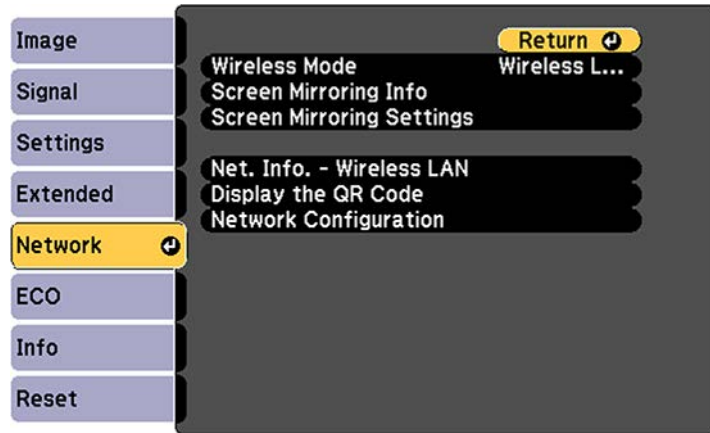 Image
Signal
Settings
Extended
Network
ECO
Info
Reset
Return
Wireless Mode Wireless L...
Screen Mirroring Info
Screen Mirroring Settings
Net. Info. - Wireless LAN
Display the QR Code
Network Configuration